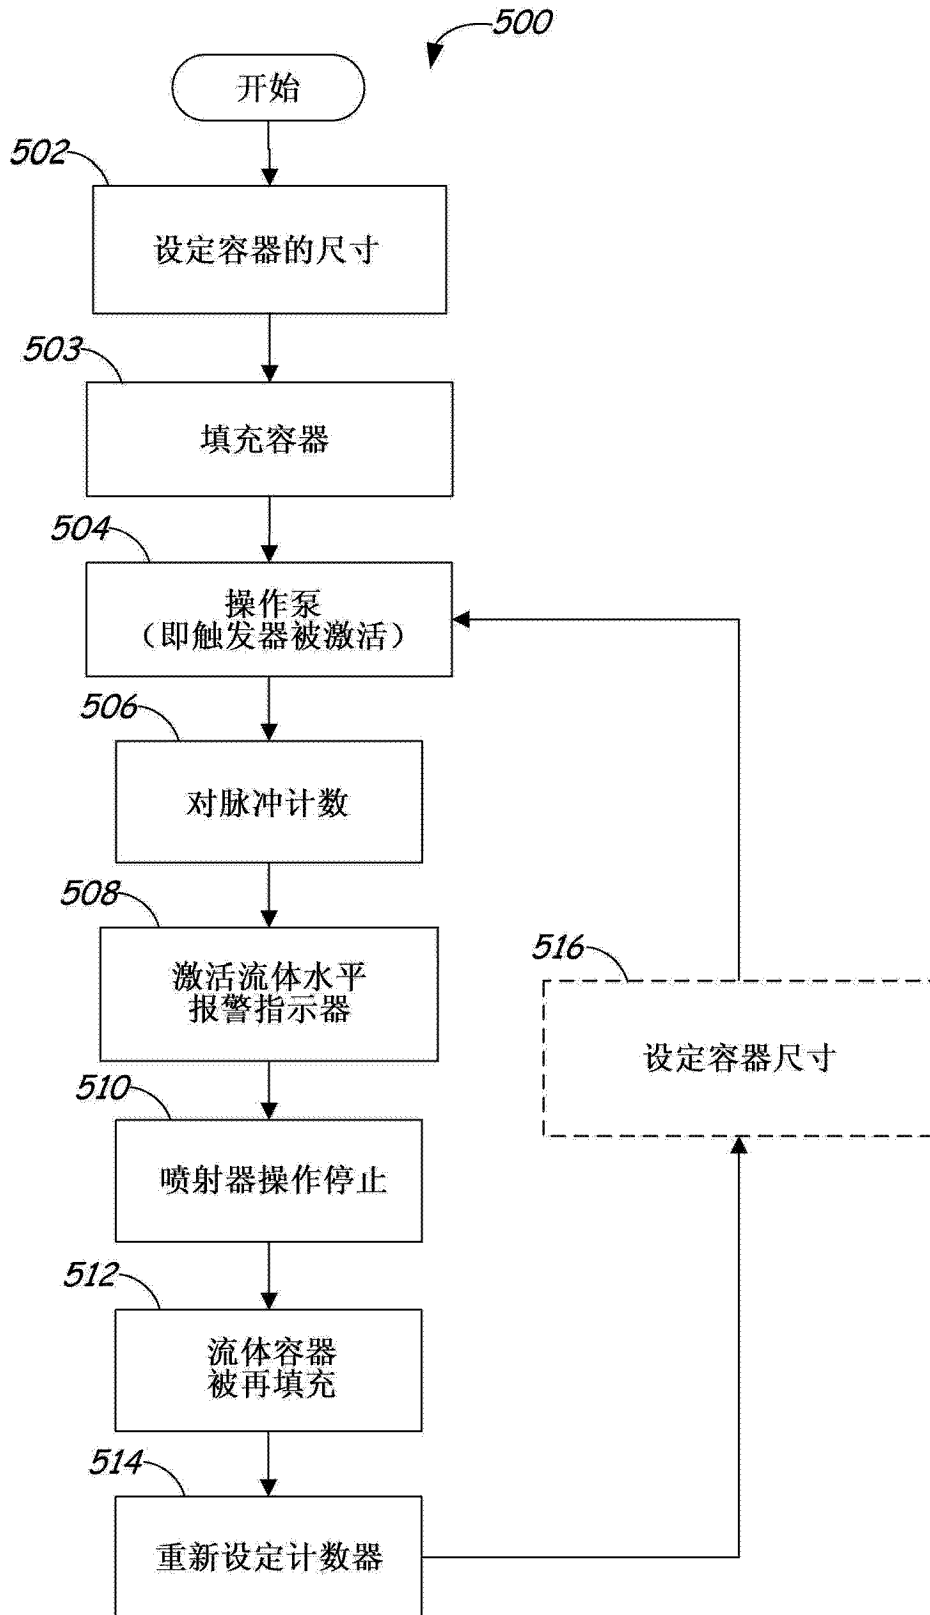 500
开始
502
设定容器的尺寸
503
填充容器
504
操作泵
（即触发器被激活）
506
对脉冲计数
508
激活流体水平
报警指示器
510
喷射器操作停止
512
流体容器
被再填充
514
重新设定计数器
516
设定容器尺寸